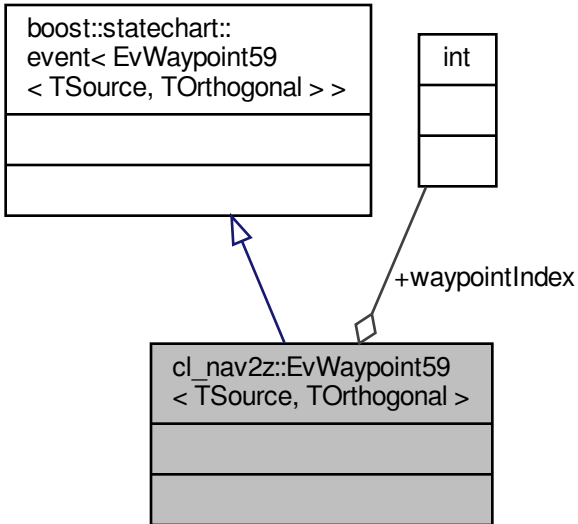 boost::statechart::
event< EvWaypoint59
< TSource, TOrthogonal > >
int
+waypointIndex
cl_nav2z::EvWaypoint59
< TSource, TOrthogonal >